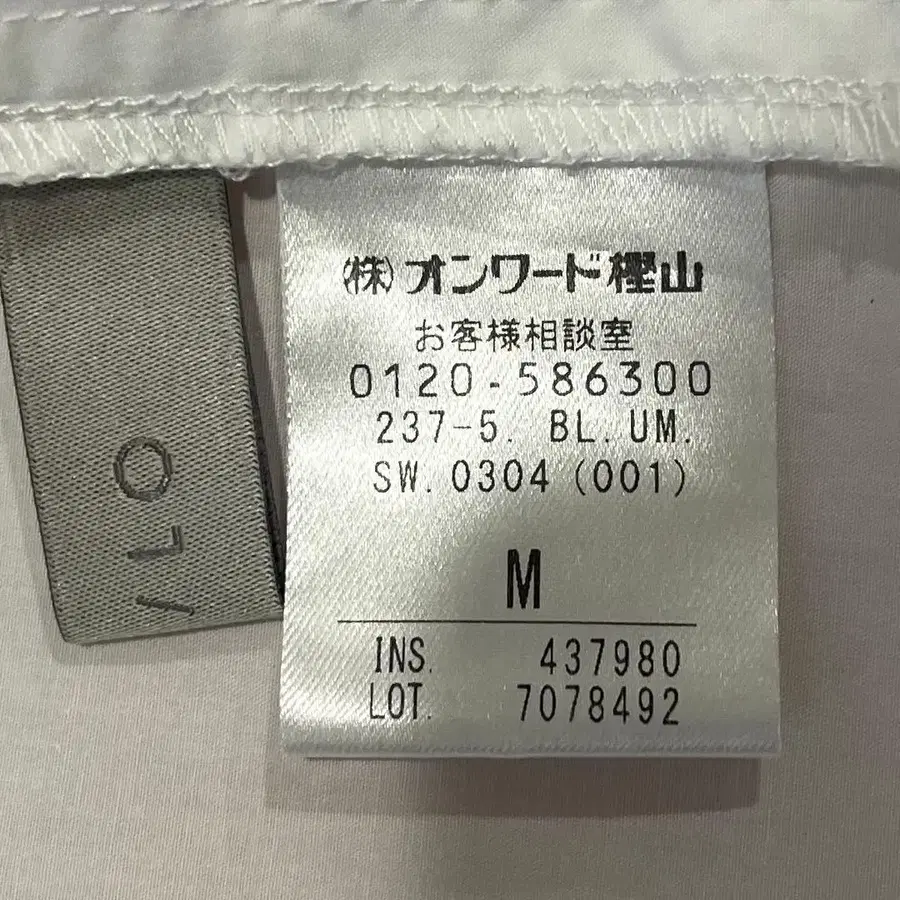 (株)オンワード樫山
お客様相談室
0120-586300
237-5. BL. UM.
SW. 0304 (001)
M
INS. 437980
LOT. 7078492